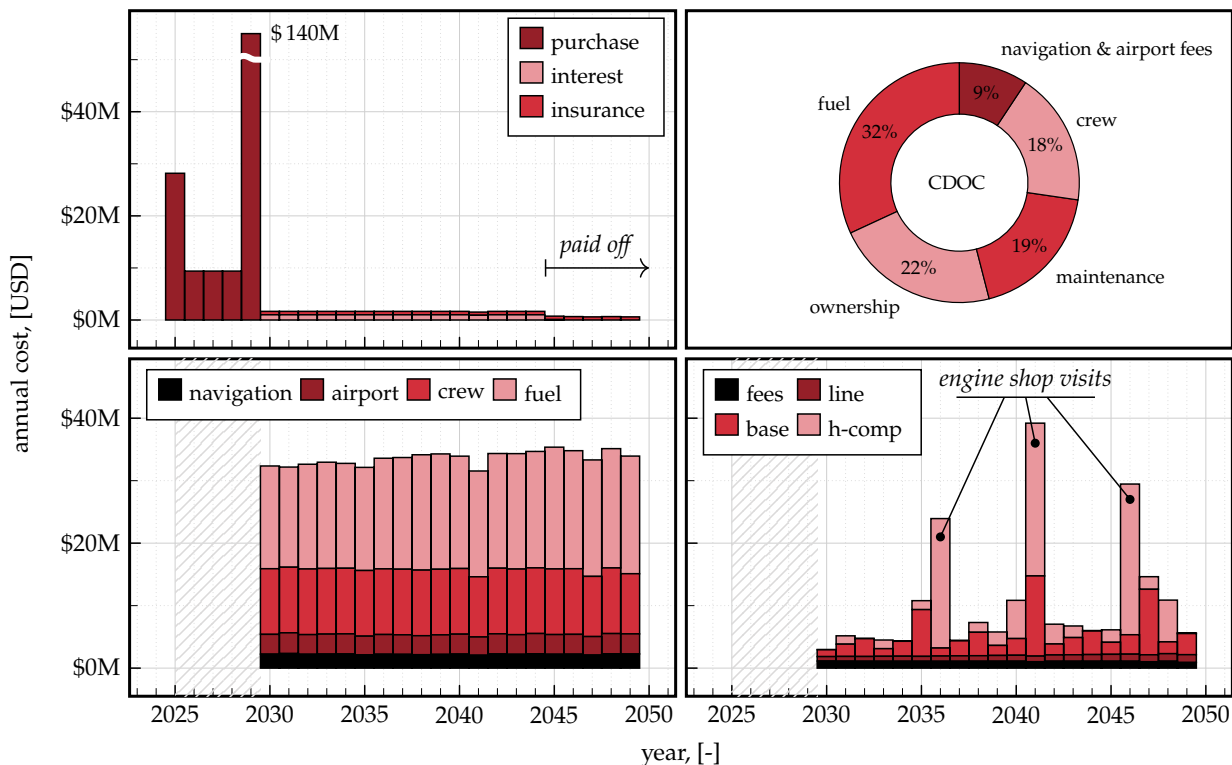 $ 140M
purchase
interest
insurance
$40M
$20M
$0M
paid off
navigation & airport fees
9%
fuel
crew
32%
18%
CDOC
19%
22%
maintenance
ownership
annual cost, [USD]
navigation airport crew fuel
$40M
$20M
$0M
2025 2030 2035 2040 2045 2050
fees line
base h-comp
engine shop visits
2025 2030 2035 2040 2045 2050
year, [-]